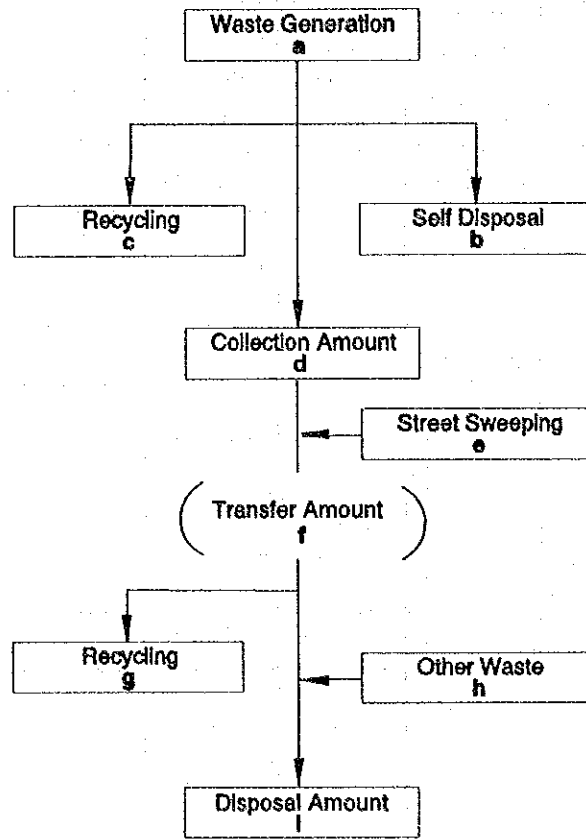 Waste Generation
a
Recycling
c
Self Disposal
b
Collection Amount
d
Street Sweeping
e
Transfer Amount
f
Recycling
g
Other Waste
h
Disposal Amount
i